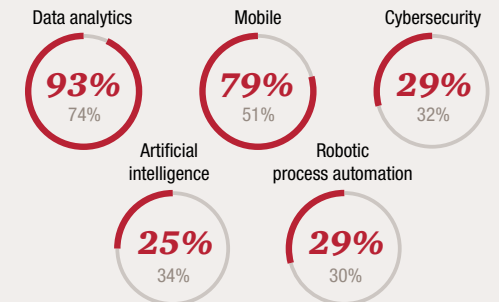 Data analytics
93%
74%
Mobile
79%
51%
Cybersecurity
29%
32%
Artificial
intelligence
25%
34%
Robotic
process automation
29%
30%